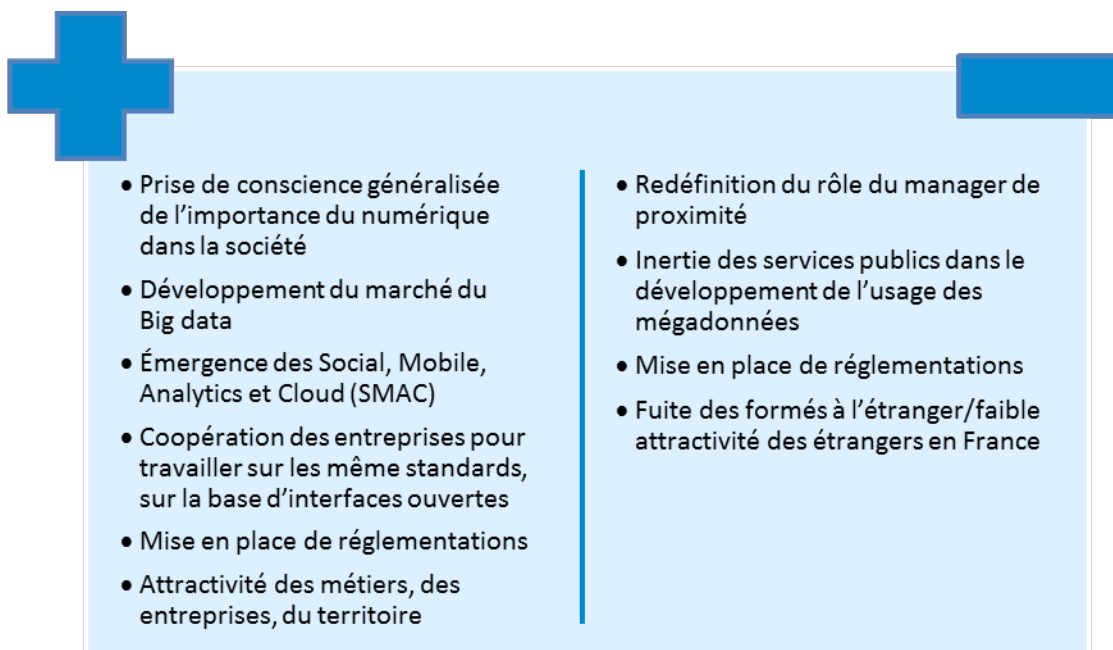 • Prise de conscience généralisée
de l'importance du numérique
dans la société
• Développement du marché du
Big data
• Émergence des Social, Mobile,
Analytics et Cloud (SMAC)
• Coopération des entreprises pour
travailler sur les même standards,
sur la base d'interfaces ouvertes
• Mise en place de réglementations
• Attractivité des métiers, des
entreprises, du territoire
• Redéfinition du rôle du manager de
proximité
• Inertie des services publics dans le
développement de l'usage des
mégadonnées
• Mise en place de réglementations
• Fuite des formés à l'étranger/faible
attractivité des étrangers en France